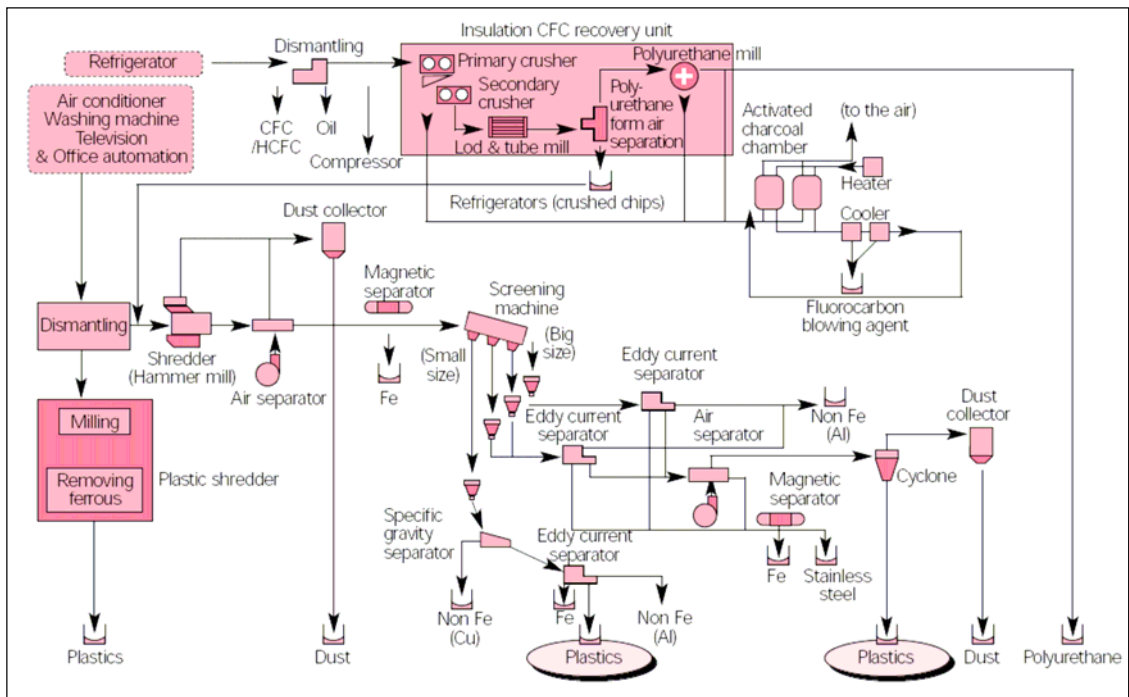 Insulation CFC recovery unit
Refrigerator
Dismantling
Primary crusher
Polyurethane mill
Secondary
crusher
Poly-
urethane
form air
separation
Lod & tube mill
Air conditioner
Washing machine
Television
& Office automation
CFC
/HCFC
Oil
Compressor
Activated
charcoal
chamber
(to the air)
Heater
Cooler
Refrigerators (crushed chips)
Fluorocarbon
blowing agent
Dust collector
Magnetic
separator
Screening
machine
Dismantling
Shredder
(Hammer mill)
Air separator
Fe
(Small
size)
(Big
size)
Eddy current
separator
Eddy current
separator
Air
separator
Non Fe
(Al)
Dust
collector
Cyclone
Milling
Removing
ferrous
Plastic shredder
Magnetic
separator
Specific
gravity
separator
Eddy current
separator
Fe
Stainless
steel
Non Fe
(Cu)
Fe
Non Fe
(Al)
Plastics
Dust
Plastics
Plastics
Dust
Polyurethane